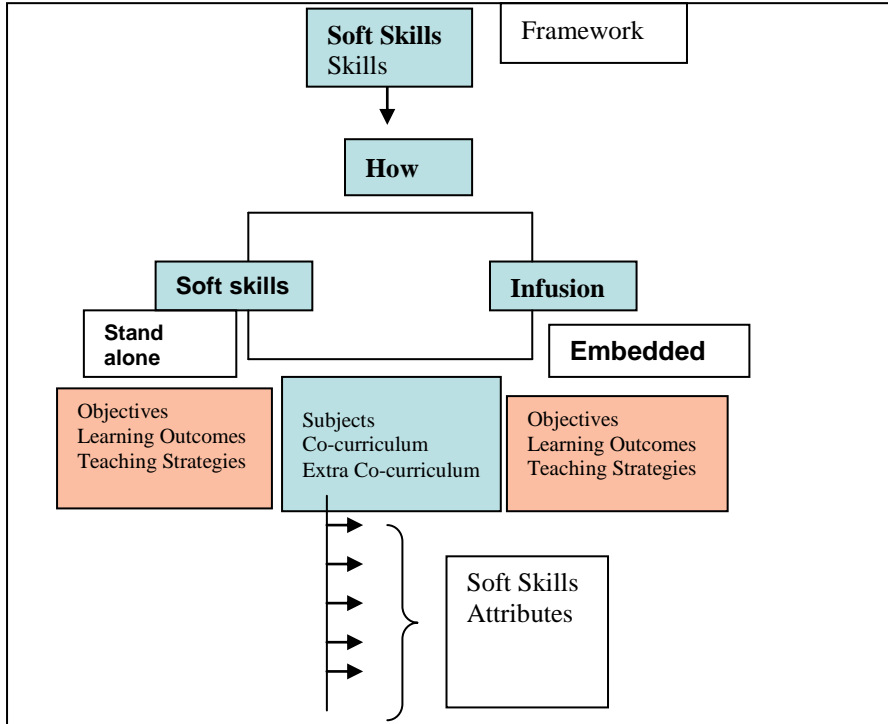 Soft Skills
Skills
Framework
How
Soft skills
Infusion
Stand
alone
Embedded
Objectives
Learning Outcomes
Teaching Strategies
Subjects
Co-curriculum
Extra Co-curriculum
Objectives
Learning Outcomes
Teaching Strategies
Soft Skills
Attributes